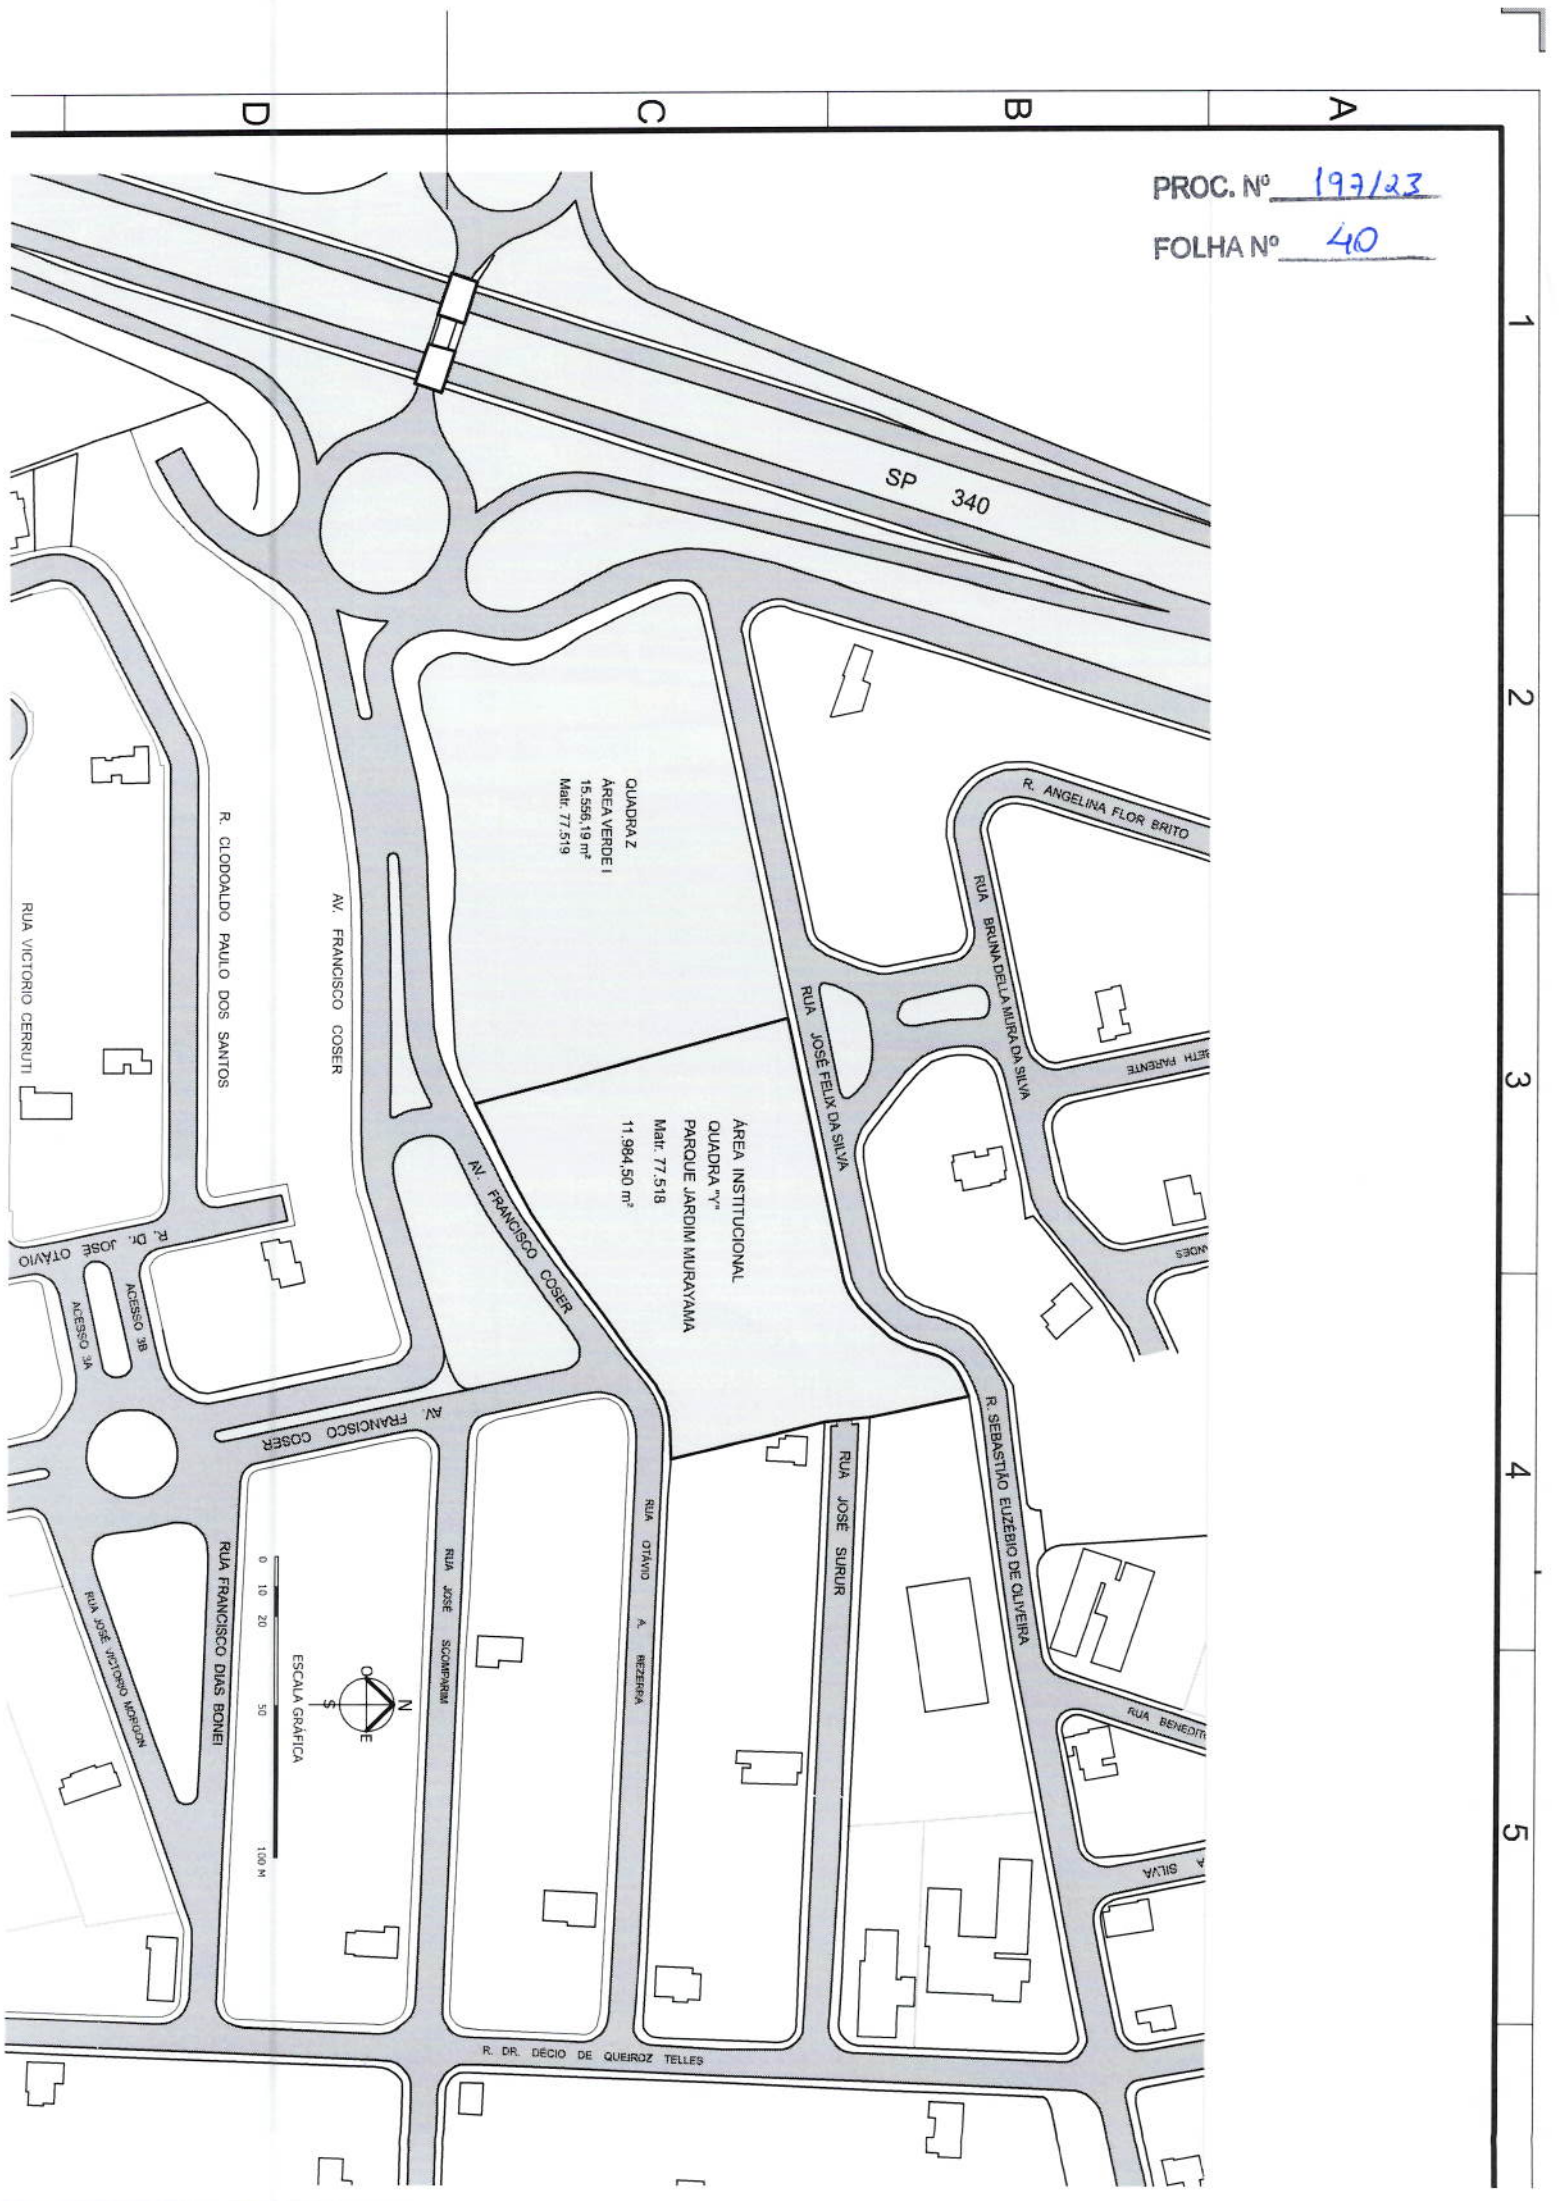 PROC. Nº 197/23
FOLHA Nº 40
A
B
C
D
1
2
3
4
5
SP 340
R. ANGELINA FLOR BRITO
RUA BRUNA DELLA MURA DA SILVA
RUA JOSÉ FELIX DA SILVA
QUADRA Z
ÁREA VERDE I
15.556,19 m²
Matr. 77.519
ÁREA INSTITUCIONAL
QUADRA "Y"
PARQUE JARDIM MURAYAMA
Matr. 77.518
11.984,50 m²
AV. FRANCISCO COSER
AV. FRANCISCO COSER
AV. FRANCISCO COSER
R. CLODOALDO PAULO DOS SANTOS
RUA VICTORIO CERRUTI
R. Dr. JOSÉ OTÁVIO
ACESSO 3B
ACESSO 3A
PARENTE
R. SEBASTIÃO EUZÉBIO DE OLIVEIRA
RUA JOSÉ SURUR
RUA OTÁVIO A. BEZERRA
RUA JOSÉ SCOMPARIM
RUA FRANCISCO DIAS BONEI
RUA JOSÉ VICTORIO MORGON
RUA
SILVA
R. DR. DÉCIO DE QUEIROZ TELLES
N
O
E
S
ESCALA GRÁFICA
0 10 20 50 100 M